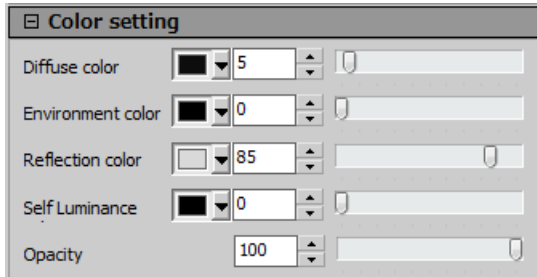 Color setting
Diffuse color 5
Environment color 0
Reflection color 85
Self Luminance 0
Opacity 100